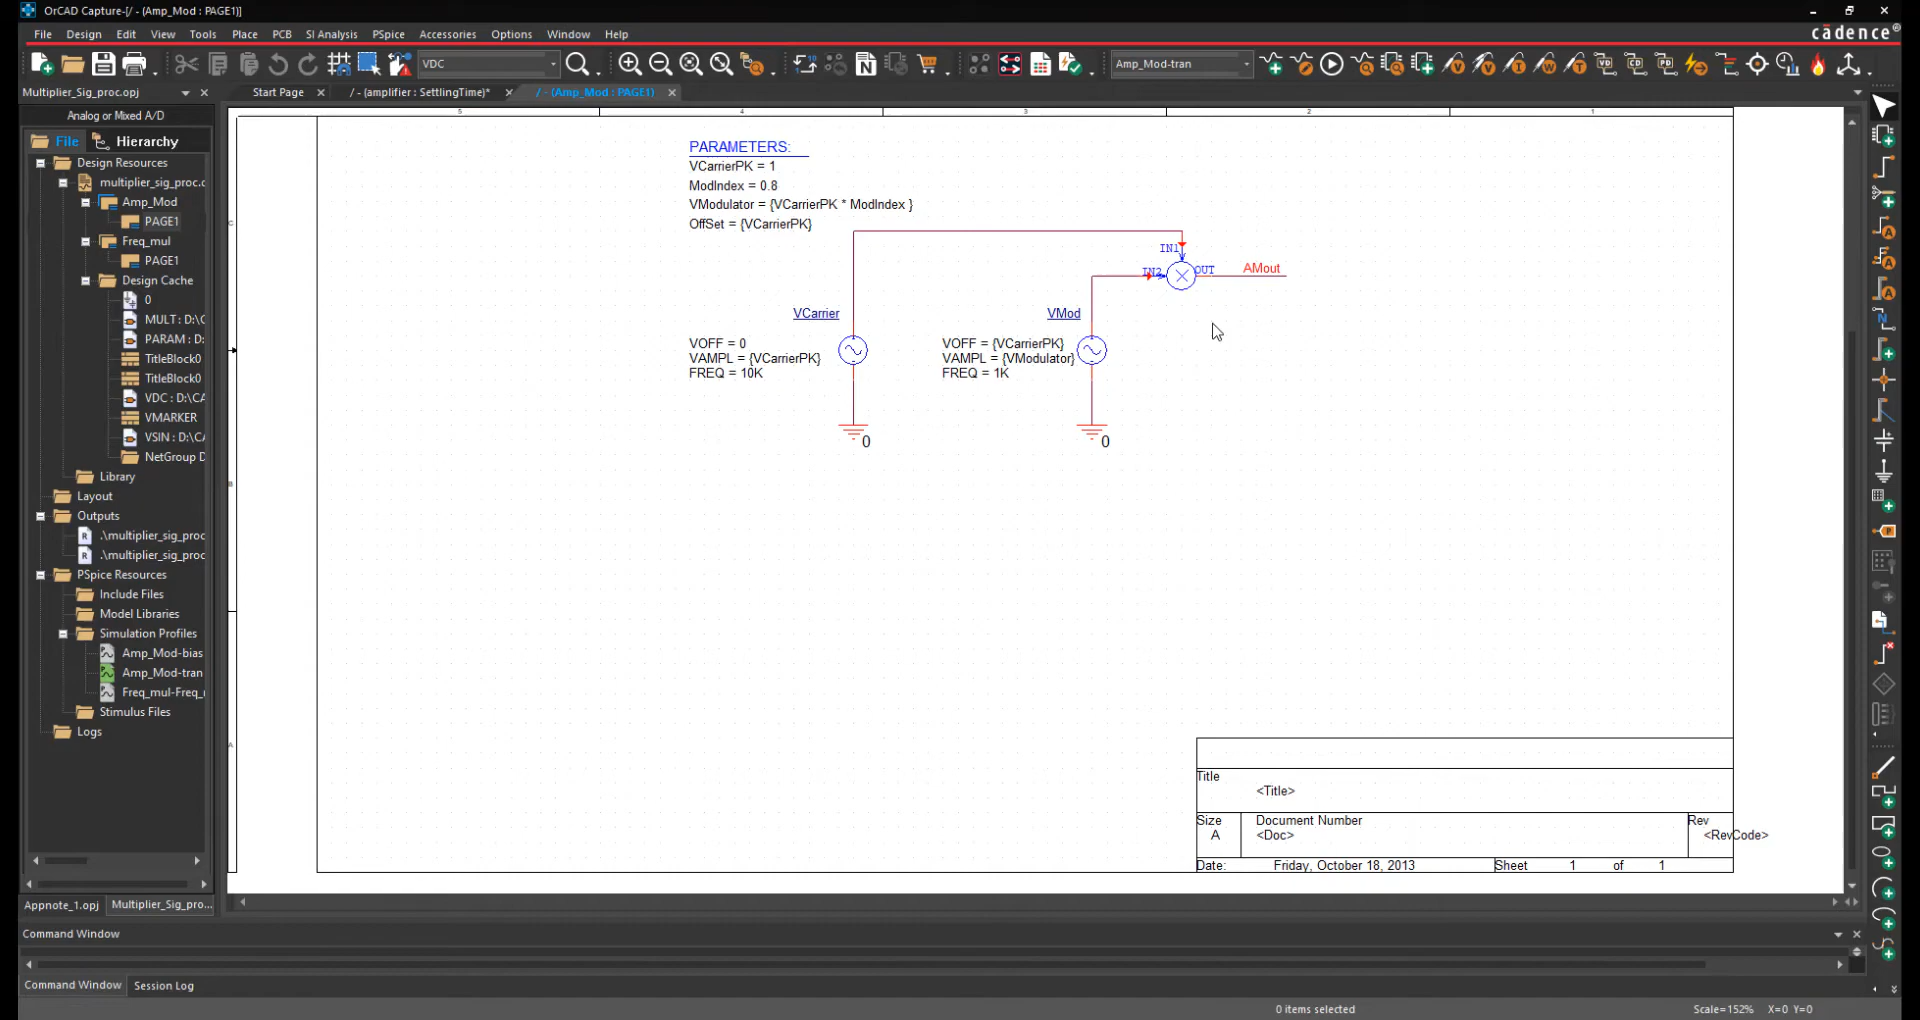 OrCAD Capture-[/ - (Amp_Mod : PAGE1)]
File Design Edit View Tools Place PCB SI Analysis PSpice Accessories Options Window Help
cādence®
VDC
Amp_Mod-tran
Multiplier_Sig_proc.opj
Start Page
/ - (amplifier : SettlingTime)*
/ - (Amp_Mod : PAGE1)
Analog or Mixed A/D
File
Hierarchy
Design Resources
multiplier_sig_proc.c
Amp_Mod
PAGE1
Freq_mul
PAGE1
Design Cache
0
MULT : D:\C
PARAM : D:
TitleBlock0
TitleBlock0
VDC : D:\CA
VMARKER
VSIN : D:\CA
NetGroup D
Library
Layout
Outputs
.\multiplier_sig_proc
.\multiplier_sig_proc
PSpice Resources
Include Files
Model Libraries
Simulation Profiles
Amp_Mod-bias
Amp_Mod-tran
Freq_mul-Freq_
Stimulus Files
Logs
Appnote_1.opj
Multiplier_Sig_pro...
5 4 3 2 1
C
B
A
PARAMETERS:
VCarrierPK = 1
ModIndex = 0.8
VModulator = {VCarrierPK * ModIndex }
OffSet = {VCarrierPK}
IN1
IN2
OUT
AMout
VCarrier
VOFF = 0
VAMPL = {VCarrierPK}
FREQ = 10K
0
VMod
VOFF = {VCarrierPK}
VAMPL = {VModulator}
FREQ = 1K
0
Title
<Title>
Size
A
Document Number
<Doc>
Rev
<RevCode>
Date:
Friday, October 18, 2013
Sheet
1 of 1
Command Window
Command Window
Session Log
0 items selected
Scale=152% X=0 Y=0